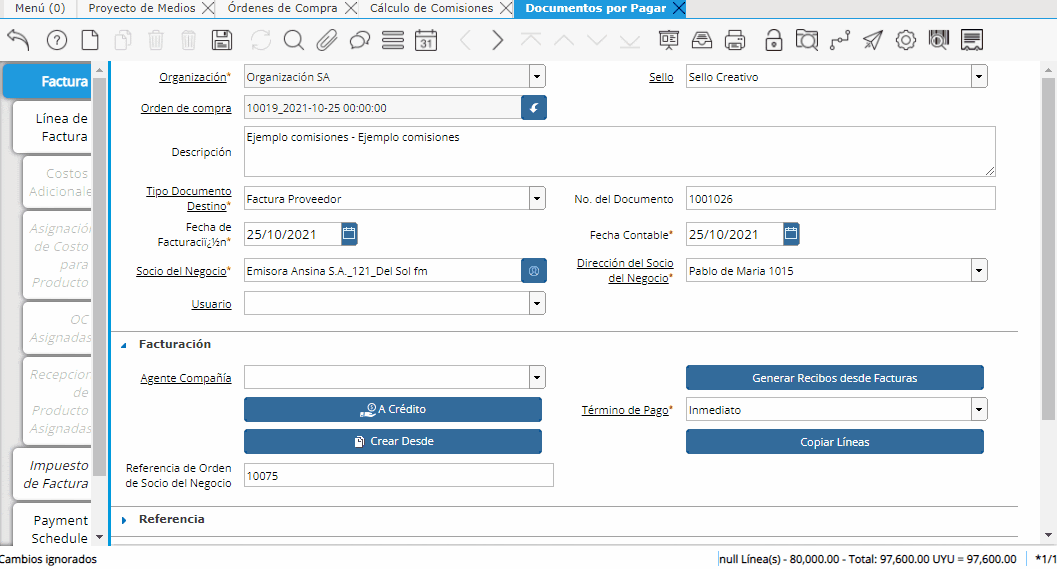 Menú (0) Proyecto de Medios Órdenes de Compra Cálculo de Comisiones Documentos por Pagar
31
Factura
Línea de
Factura
Costos
Adicionale
Asignación
de Costo
para
Producto
OC
Asignadas
Recepcion
de
Producto
Asignadas
Impuesto
de Factura
Payment
Schedule
Organización* Organización SA Sello Sello Creativo
Orden de compra 10019_2021-10-25 00:00:00
Descripción Ejemplo comisiones - Ejemplo comisiones
Tipo Documento
Destino* Factura Proveedor No. del Documento 1001026
Fecha de
Facturaciï¿½n* 25/10/2021 Fecha Contable* 25/10/2021
Socio del Negocio* Emisora Ansina S.A._121_Del Sol fm Dirección del Socio
del Negocio* Pablo de Maria 1015
Usuario
Facturación
Agente Compañía Generar Recibos desde Facturas
A Crédito Término de Pago* Inmediato
Crear Desde Copiar Líneas
Referencia de Orden
de Socio del Negocio 10075
Referencia
Cambios ignorados null Línea(s) - 80,000.00 - Total: 97,600.00 UYU = 97,600.00 *1/1